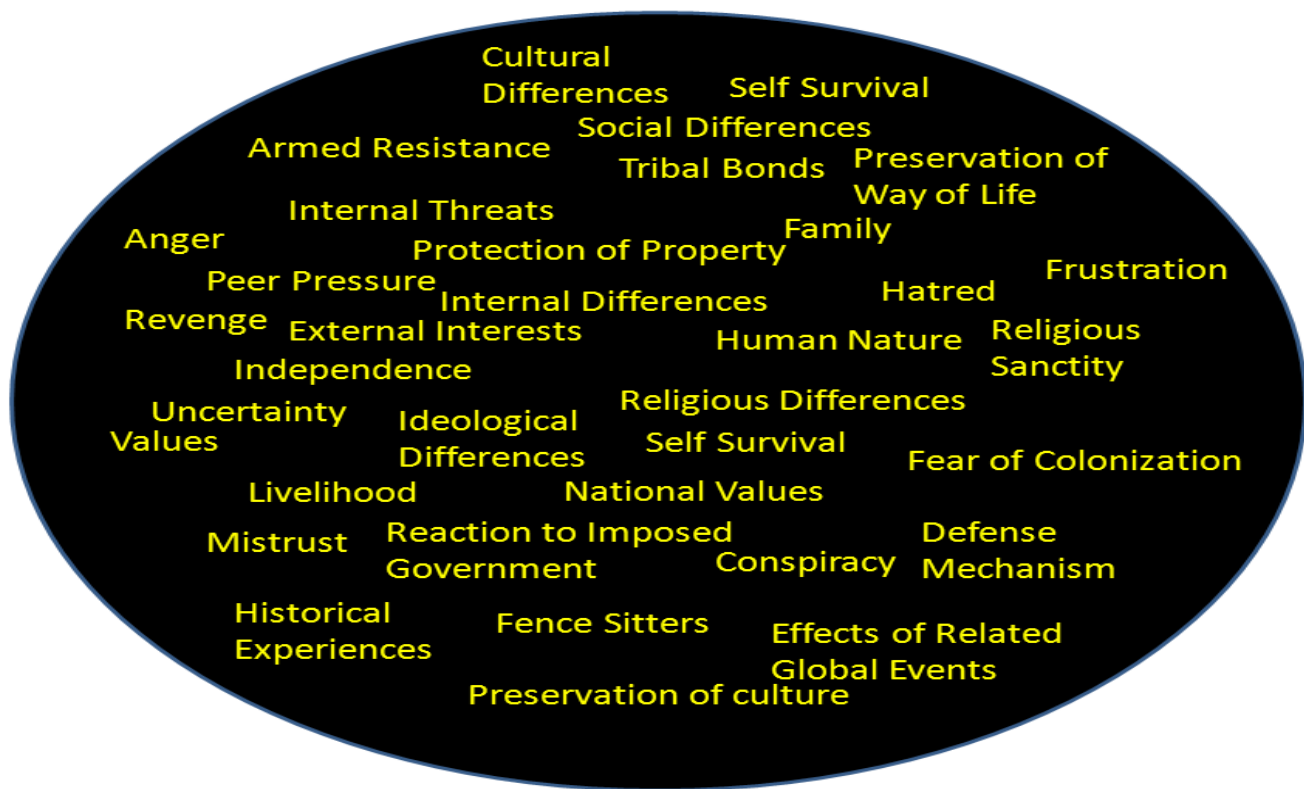 Cultural
Differences
Self Survival
Social Differences
Armed Resistance
Tribal Bonds
Preservation of
Way of Life
Internal Threats
Family
Anger
Protection of Property
Frustration
Peer Pressure
Internal Differences
Hatred
Revenge
External Interests
Human Nature
Religious
Sanctity
Independence
Religious Differences
Uncertainty
Ideological
Differences
Values
Self Survival
Fear of Colonization
Livelihood
National Values
Mistrust
Reaction to Imposed
Government
Conspiracy
Defense
Mechanism
Historical
Experiences
Fence Sitters
Effects of Related
Global Events
Preservation of culture